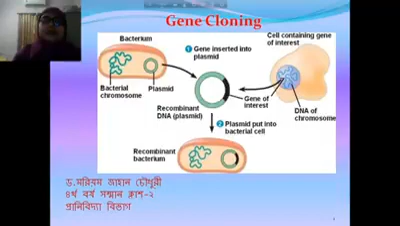 Gene Cloning
Bacterium
1 Gene inserted into
plasmid
Cell containing gene
of interest
Bacterial
chromosome
Plasmid
Recombinant
DNA (plasmid)
Gene of
interest
DNA of
chromosome
2 Plasmid put into
bacterial cell
Recombinant
bacterium
ড.মরিয়ম জাহান চৌধুরী
৪র্থ বর্ষ সম্মান ক্লাশ-২
প্রানিবিদ্যা বিভাগ